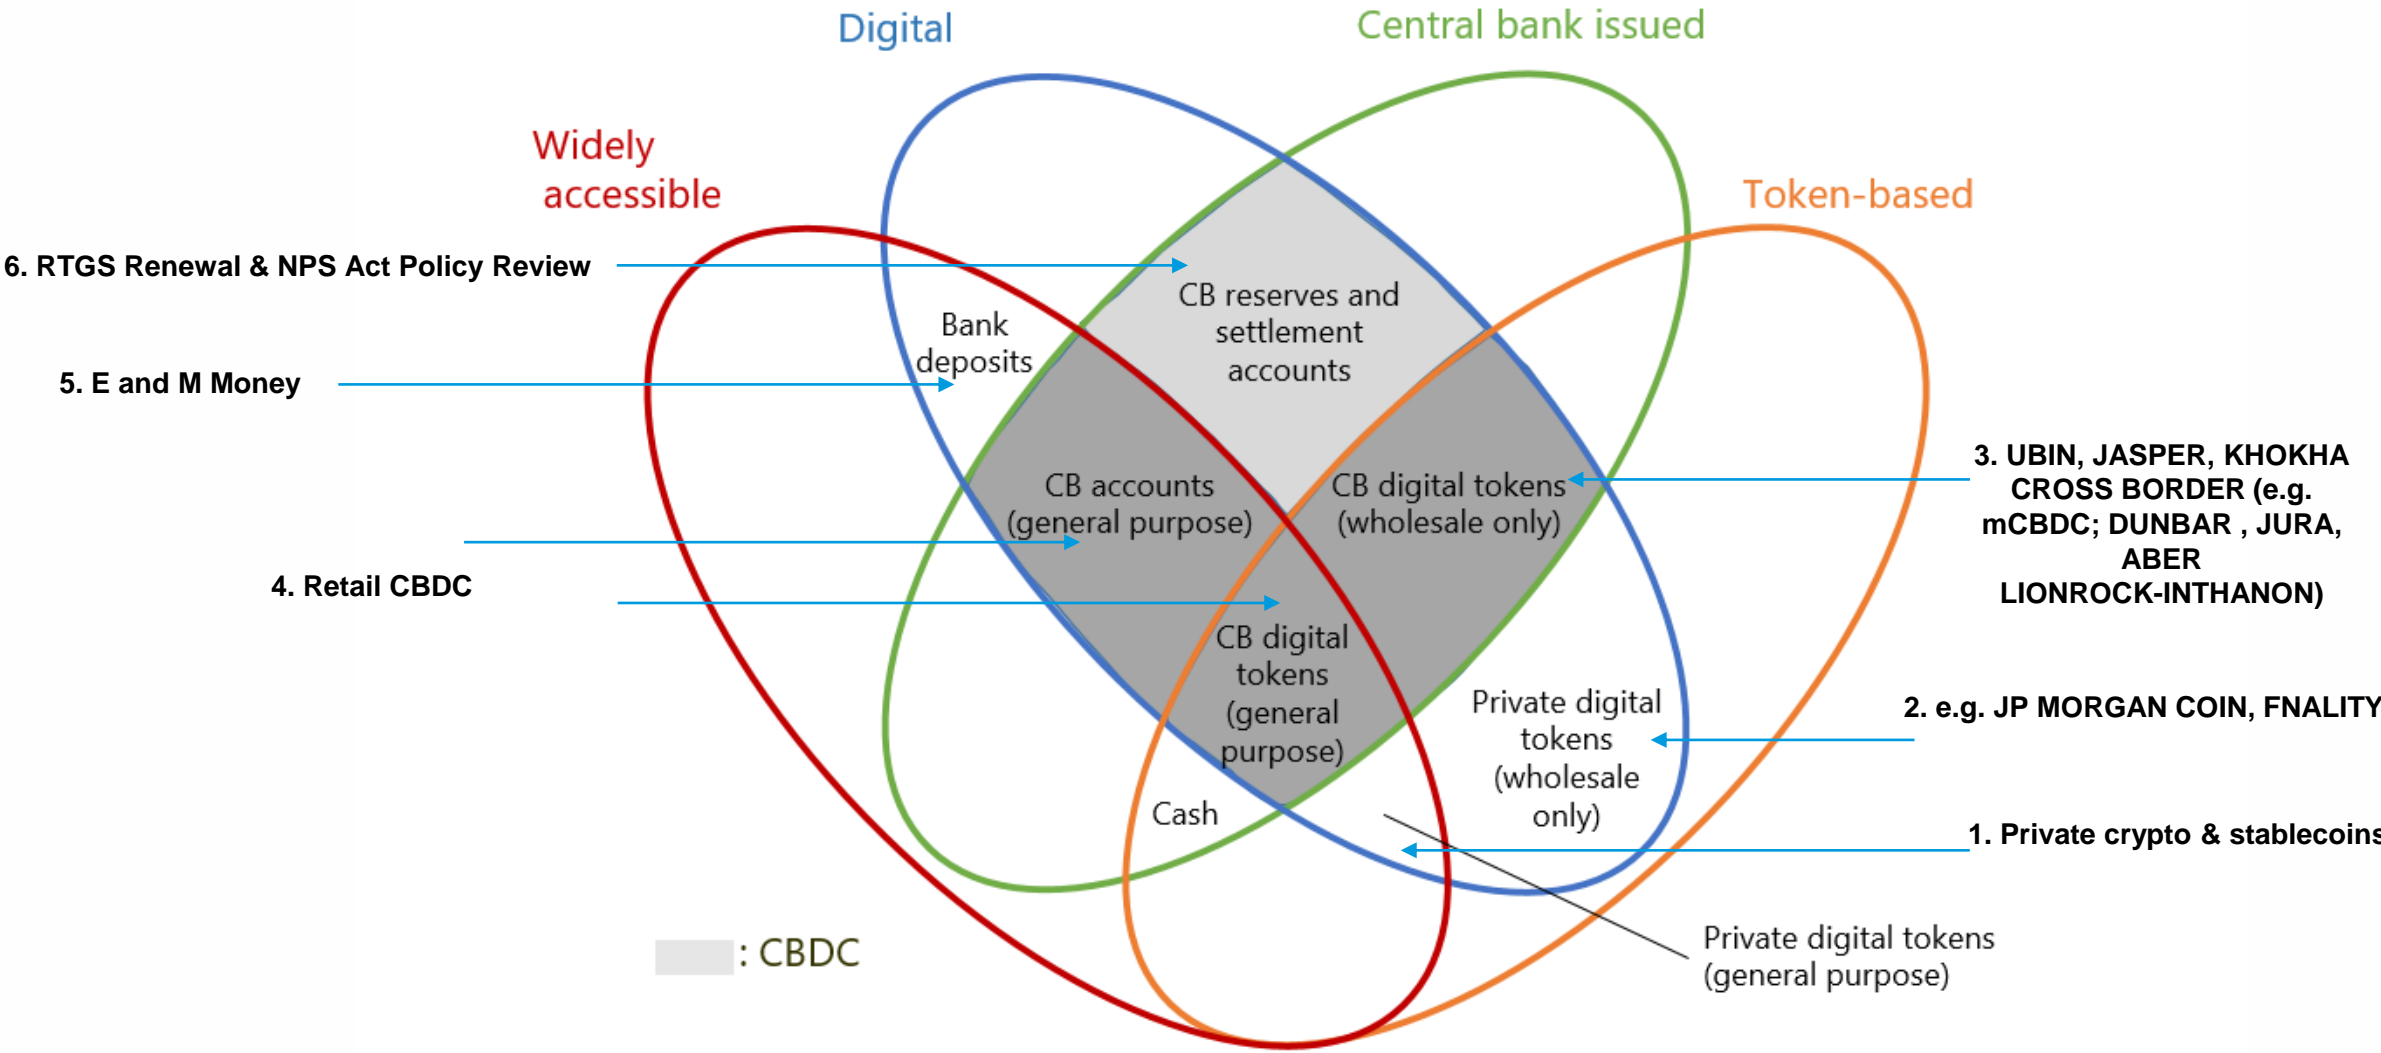 Digital
Central bank issued
Widely
accessible
Token-based
6. RTGS Renewal & NPS Act Policy Review
CB reserves and
settlement
accounts
Bank
deposits
5. E and M Money
CB accounts
(general purpose)
CB digital tokens
(wholesale only)
3. UBIN, JASPER, KHOKHA
CROSS BORDER (e.g.
mCBDC; DUNBAR , JURA,
ABER
LIONROCK-INTHANON)
4. Retail CBDC
CB digital
tokens
(general
purpose)
Private digital
tokens
(wholesale
only)
2. e.g. JP MORGAN COIN, FNALITY
Cash
1. Private crypto & stablecoins
: CBDC
Private digital tokens
(general purpose)